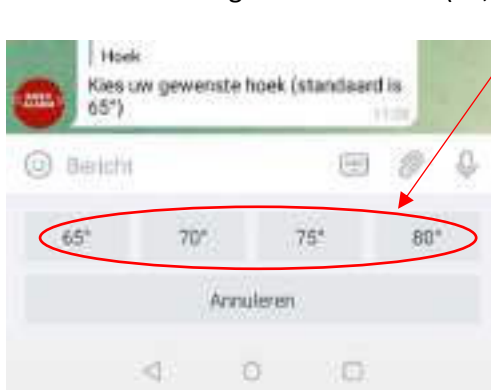 Hoek
Kies uw gewenste hoek (standaard is
65°)
Bericht
65° 70° 75° 80°
Annuleren